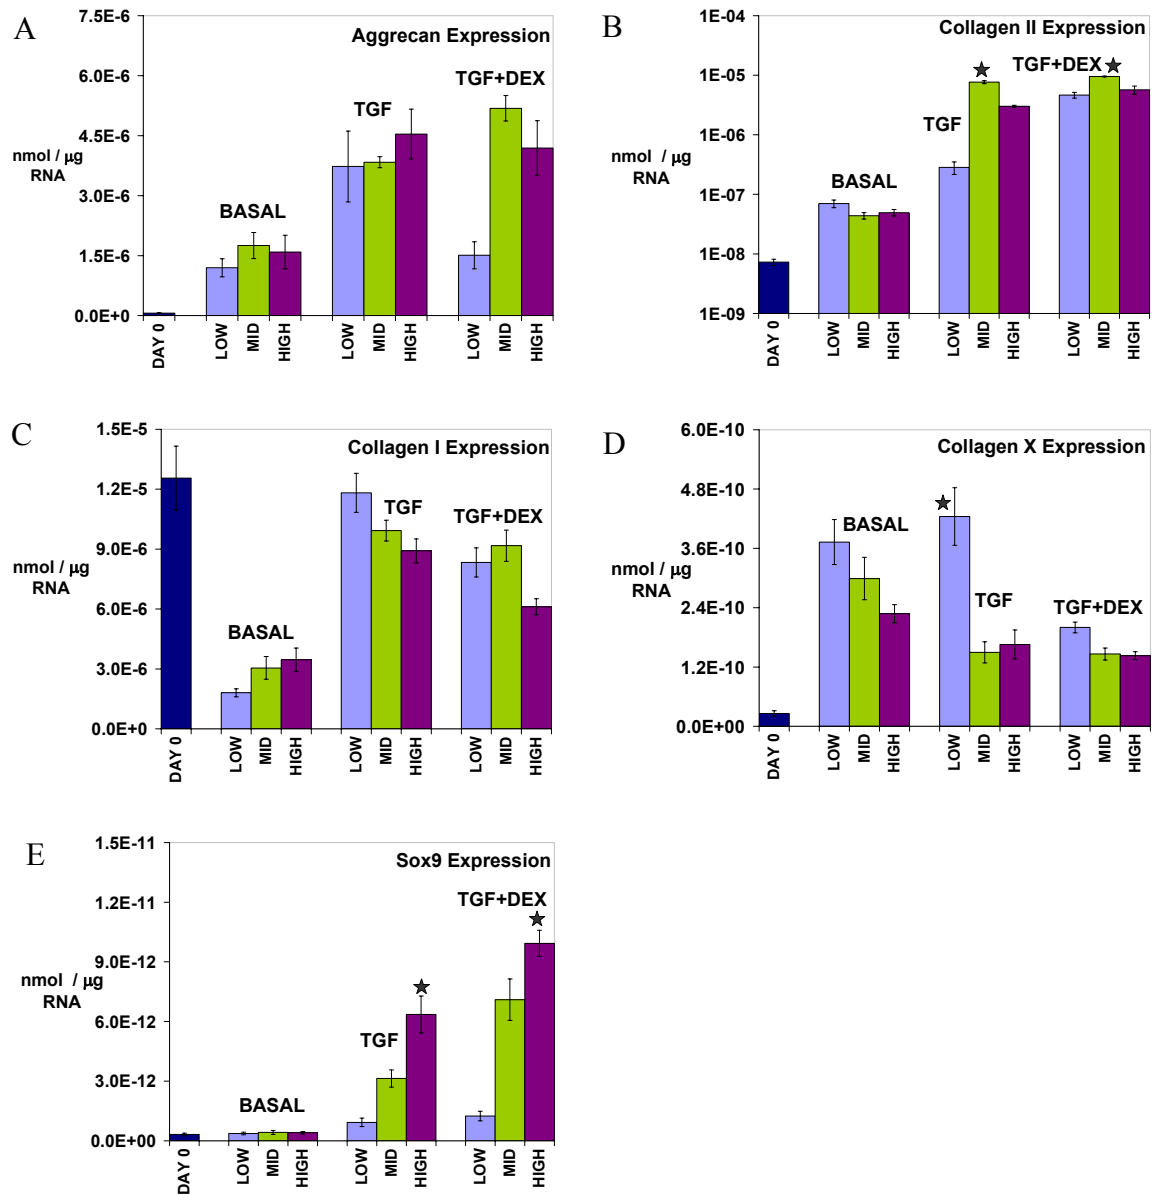 A
Aggrecan Expression
7.5E-6
6.0E-6
4.5E-6
3.0E-6
1.5E-6
0.0E+0
nmol / µg
RNA
BASAL
TGF
TGF+DEX
DAY 0
LOW
MID
HIGH
LOW
MID
HIGH
LOW
MID
HIGH
B
Collagen II Expression
1E-04
1E-05
1E-06
1E-07
1E-08
1E-09
nmol / µg
RNA
BASAL
TGF
TGF+DEX
DAY 0
LOW
MID
HIGH
LOW
MID
HIGH
LOW
MID
HIGH
C
Collagen I Expression
1.5E-5
1.2E-5
9.0E-6
6.0E-6
3.0E-6
0.0E+0
nmol / µg
RNA
BASAL
TGF
TGF+DEX
DAY 0
LOW
MID
HIGH
LOW
MID
HIGH
LOW
MID
HIGH
D
Collagen X Expression
6.0E-10
4.8E-10
3.6E-10
2.4E-10
1.2E-10
0.0E+00
nmol / µg
RNA
BASAL
TGF
TGF+DEX
DAY 0
LOW
MID
HIGH
LOW
MID
HIGH
LOW
MID
HIGH
E
Sox9 Expression
1.5E-11
1.2E-11
9.0E-12
6.0E-12
3.0E-12
0.0E+00
nmol / µg
RNA
BASAL
TGF
TGF+DEX
DAY 0
LOW
MID
HIGH
LOW
MID
HIGH
LOW
MID
HIGH